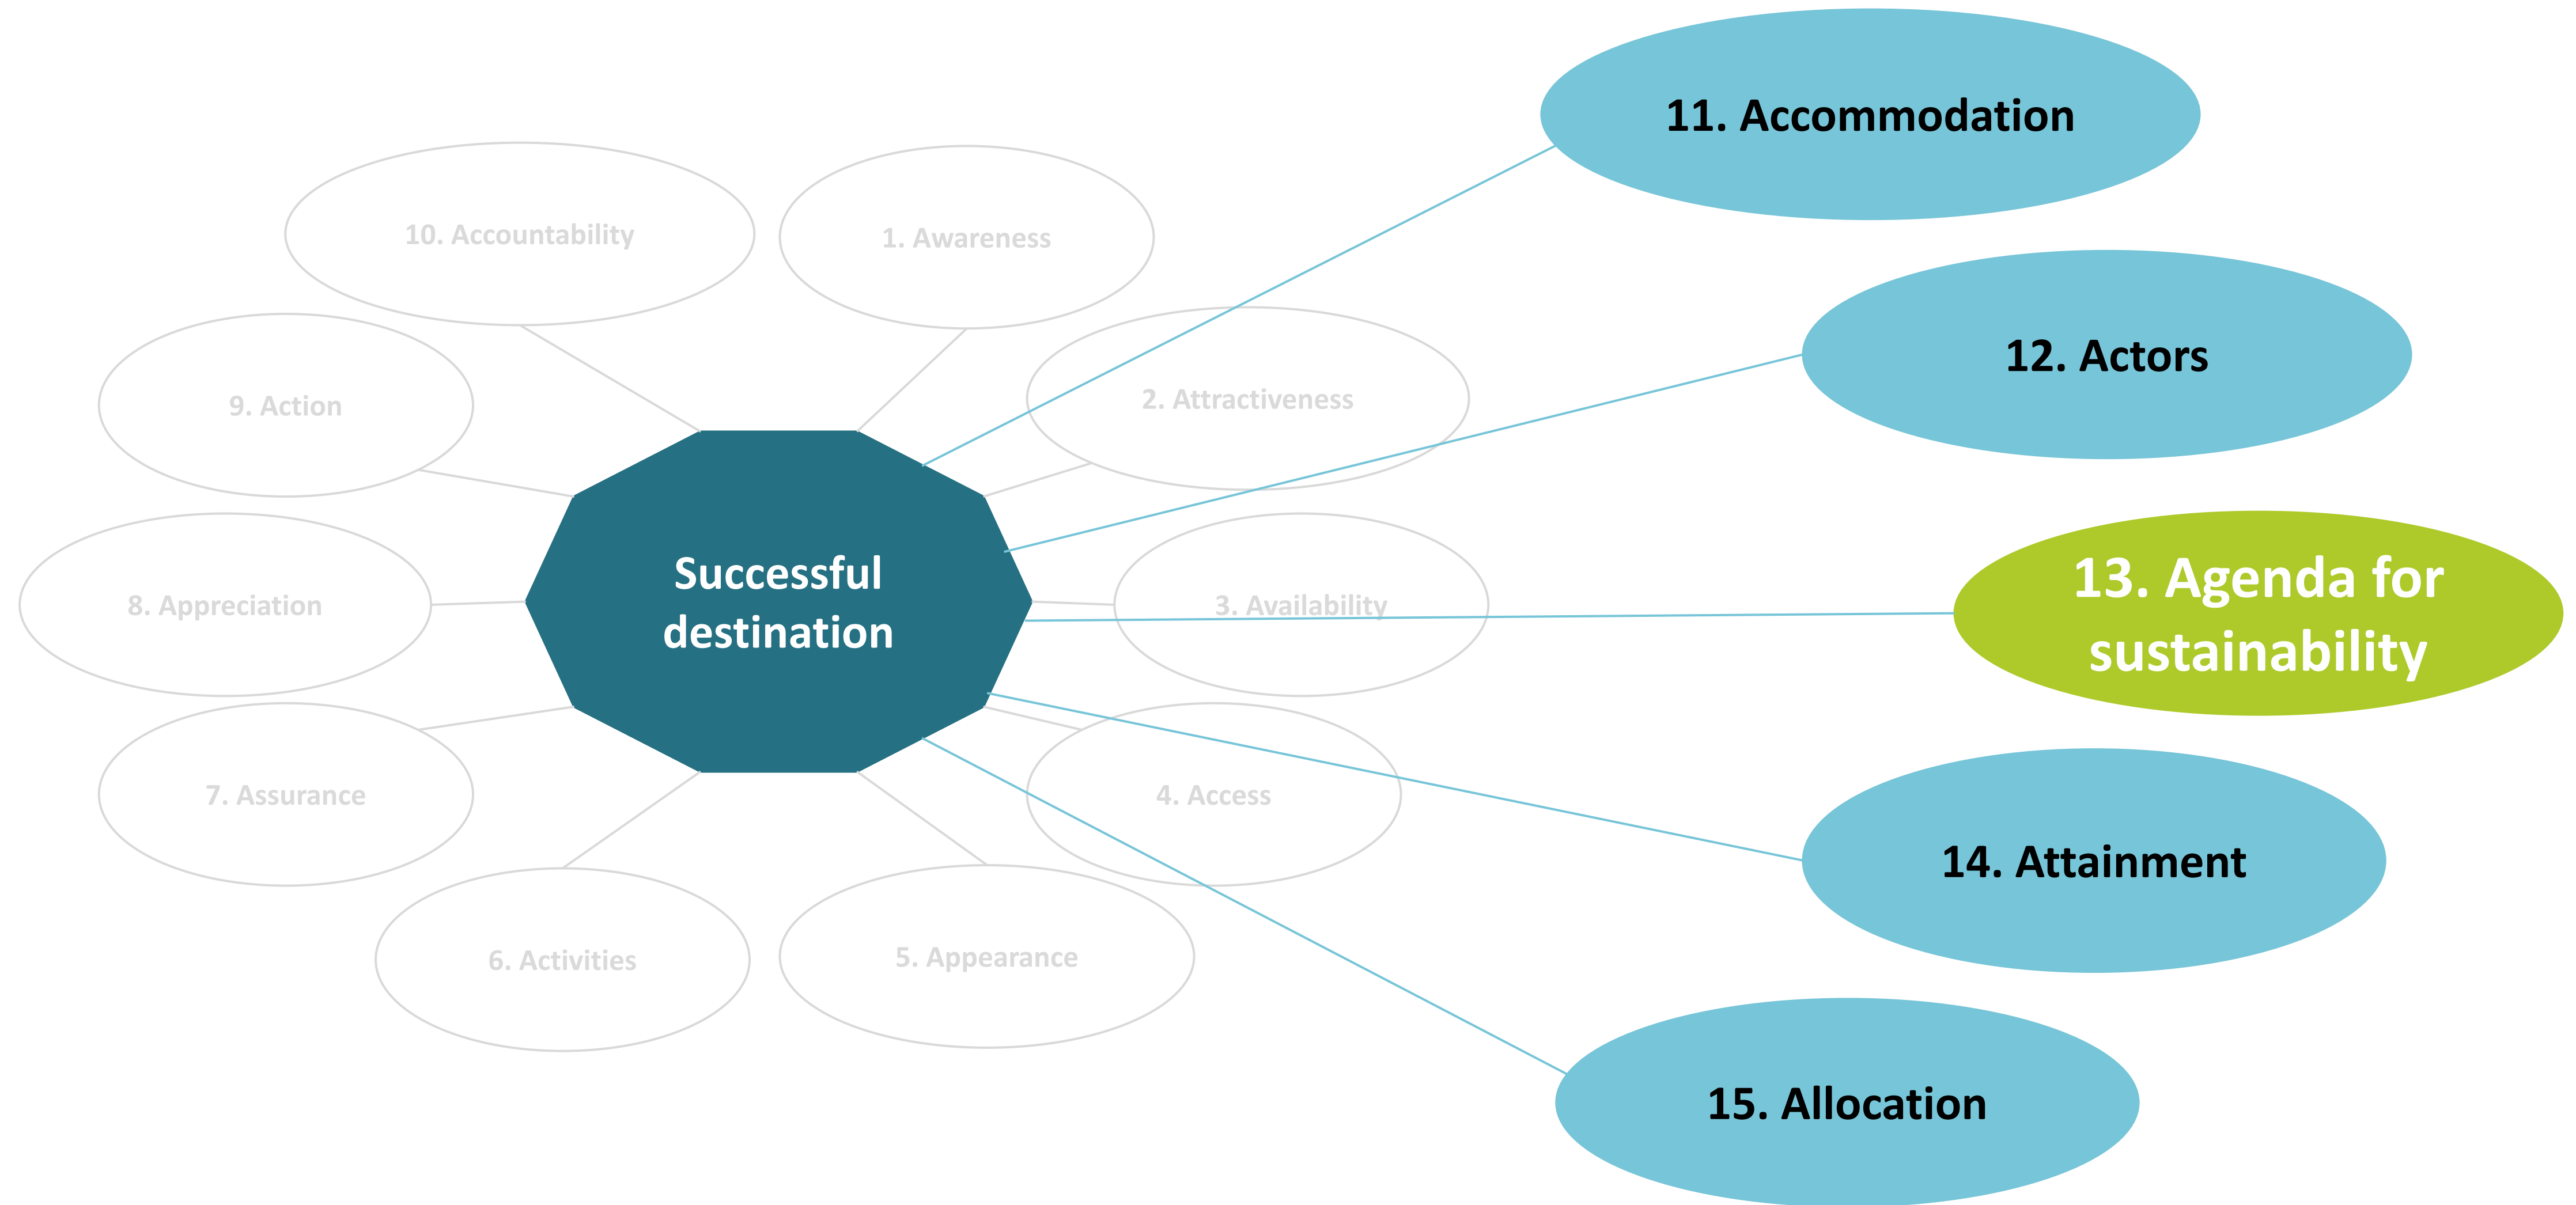 11. Accommodation
10. Accountability
1. Awareness
12. Actors
2. Attractiveness
9. Action
Successful
destination
13. Agenda for
sustainability
8. Appreciation
3. Availability
7. Assurance
4. Access
14. Attainment
6. Activities
5. Appearance
15. Allocation